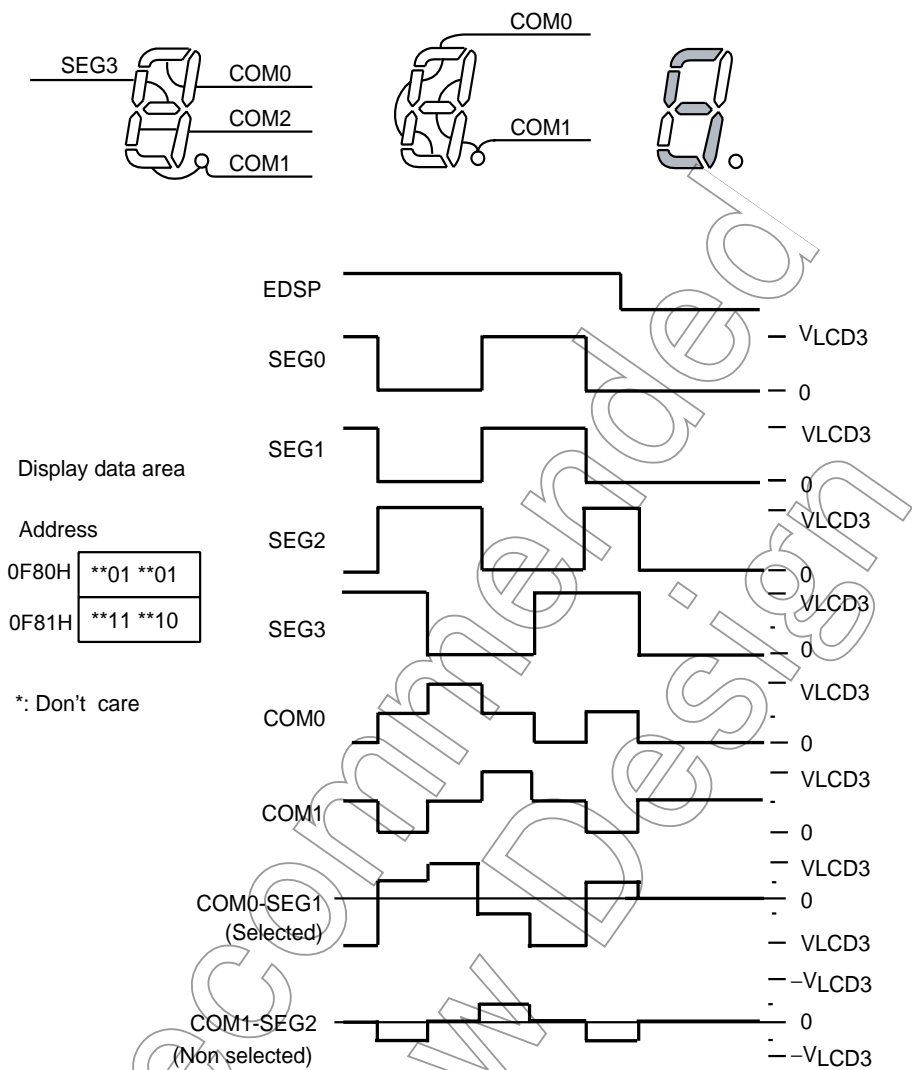 COM0
SEG3
COM0
COM2
COM1
COM1
EDSP
SEG0
VLCD3
0
SEG1
VLCD3
0
Display data area
Address
0F80H **01 **01
0F81H **11 **10
*: Don't care
SEG2
VLCD3
0
SEG3
VLCD3
0
COM0
VLCD3
0
COM1
VLCD3
0
COM0-SEG1
(Selected)
VLCD3
0
VLCD3
COM1-SEG2
(Non selected)
−VLCD3
0
−VLCD3
ecommended
w Design